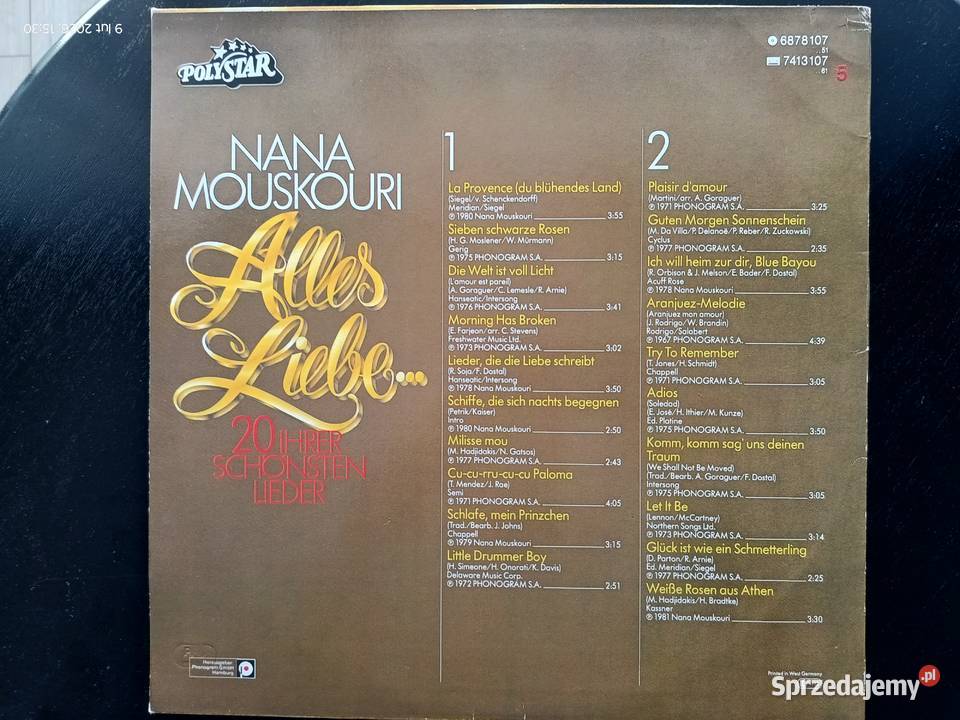 9 lut 2026, 15:30
POLYSTAR
6878107
..51
7413107
..61
5
NANA
MOUSKOURI
Alles
Liebe...
20 IHRER
SCHÖNSTEN
LIEDER
1
La Provence (du blühendes Land)
(Siegel/v. Schenckendorff)
Meridian/Siegel
℗ 1980 Nana Mouskouri 3:55
Sieben schwarze Rosen
(H. G. Moslener/W. Mürmann)
Gerig
℗ 1975 PHONOGRAM S.A. 3:15
Die Welt ist voll Licht
(L'amour est pareil)
(A. Goraguer/C. Lemesle/R. Arnie)
Hanseatic/Intersong
℗ 1976 PHONOGRAM S.A. 3:41
Morning Has Broken
(E. Farjeon/arr. C. Stevens)
Freshwater Music Ltd.
℗ 1973 PHONOGRAM S.A. 3:02
Lieder, die die Liebe schreibt
(R. Soja/F. Dostal)
Hanseatic/Intersong
℗ 1978 Nana Mouskouri 3:50
Schiffe, die sich nachts begegnen
(Petrik/Kaiser)
Intro
℗ 1980 Nana Mouskouri 2:50
Milisse mou
(M. Hadjidakis/N. Gatsos)
℗ 1977 PHONOGRAM S.A. 2:43
Cu-cu-rru-cu-cu Paloma
(T. Mendez/J. Rae)
Semi
℗ 1971 PHONOGRAM S.A. 4:05
Schlafe, mein Prinzchen
(Trad./Bearb. J. Johns)
Chappell
℗ 1979 Nana Mouskouri 3:15
Little Drummer Boy
(H. Simeone/H. Onorati/K. Davis)
Delaware Music Corp.
℗ 1972 PHONOGRAM S.A. 2:51
2
Plaisir d'amour
(Martini/arr. A. Goraguer)
℗ 1971 PHONOGRAM S.A. 3:25
Guten Morgen Sonnenschein
(M. Da Villa/P. Delanoë/P. Reber/R. Zuckowski)
Cyclus
℗ 1977 PHONOGRAM S.A. 2:35
Ich will heim zur dir, Blue Bayou
(R. Orbison & J. Melson/E. Bader/F. Dostal)
Acuff Rose
℗ 1978 Nana Mouskouri 3:55
Aranjuez-Melodie
(Aranjuez mon amour)
(J. Rodrigo/W. Brandin)
Rodrigo/Salabert
℗ 1967 PHONOGRAM S.A. 4:39
Try To Remember
(T. Jones/H. Schmidt)
Chappell
℗ 1971 PHONOGRAM S.A. 3:05
Adios
(Soledad)
(E. José/H. Ithier/M. Kunze)
Ed. Platine
℗ 1975 PHONOGRAM S.A. 3:50
Komm, komm sag' uns deinen
Traum
(We Shall Not Be Moved)
(Trad./Bearb. A. Goraguer/F. Dostal)
Intersong
℗ 1975 PHONOGRAM S.A. 3:05
Let It Be
(Lennon/McCartney)
Northern Songs Ltd.
℗ 1973 PHONOGRAM S.A. 3:14
Glück ist wie ein Schmetterling
(D. Parton/R. Arnie)
Ed. Meridian/Siegel
℗ 1977 PHONOGRAM S.A. 2:25
Weiße Rosen aus Athen
(M. Hadjidakis/H. Bradtke)
Kassner
℗ 1981 Nana Mouskouri 3:30
Herausgeber
Phonogram GmbH
Hamburg
Printed in West Germany
Sprzedajemy.pl